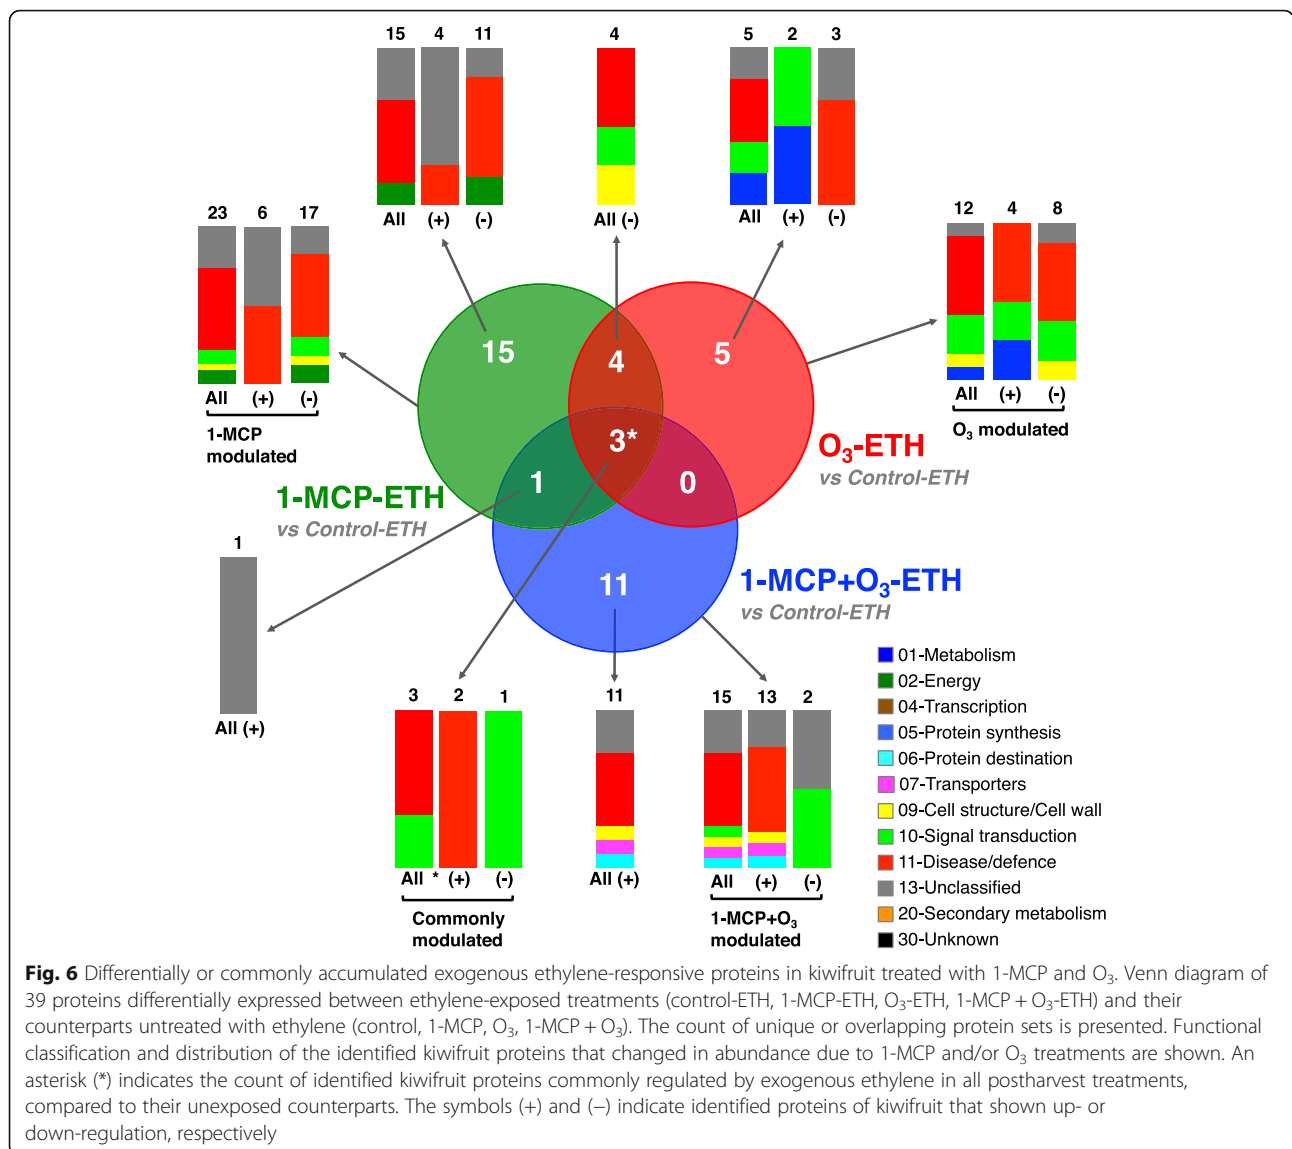 15 4 11
All (+) (-)
4
All (-)
5 2 3
All (+) (-)
23 6 17
All (+) (-)
1-MCP
modulated
12 4 8
All (+) (-)
O3 modulated
15
4
5
3*
1
0
11
O3-ETH
vs Control-ETH
1-MCP-ETH
vs Control-ETH
1-MCP+O3-ETH
vs Control-ETH
1
All (+)
3 2 1
All * (+) (-)
Commonly
modulated
11
All (+)
15 13 2
All (+) (-)
1-MCP+O3
modulated
01-Metabolism
02-Energy
04-Transcription
05-Protein synthesis
06-Protein destination
07-Transporters
09-Cell structure/Cell wall
10-Signal transduction
11-Disease/defence
13-Unclassified
20-Secondary metabolism
30-Unknown
Fig. 6 Differentially or commonly accumulated exogenous ethylene-responsive proteins in kiwifruit treated with 1-MCP and O3. Venn diagram of
39 proteins differentially expressed between ethylene-exposed treatments (control-ETH, 1-MCP-ETH, O3-ETH, 1-MCP + O3-ETH) and their
counterparts untreated with ethylene (control, 1-MCP, O3, 1-MCP + O3). The count of unique or overlapping protein sets is presented. Functional
classification and distribution of the identified kiwifruit proteins that changed in abundance due to 1-MCP and/or O3 treatments are shown. An
asterisk (*) indicates the count of identified kiwifruit proteins commonly regulated by exogenous ethylene in all postharvest treatments,
compared to their unexposed counterparts. The symbols (+) and (−) indicate identified proteins of kiwifruit that shown up- or
down-regulation, respectively